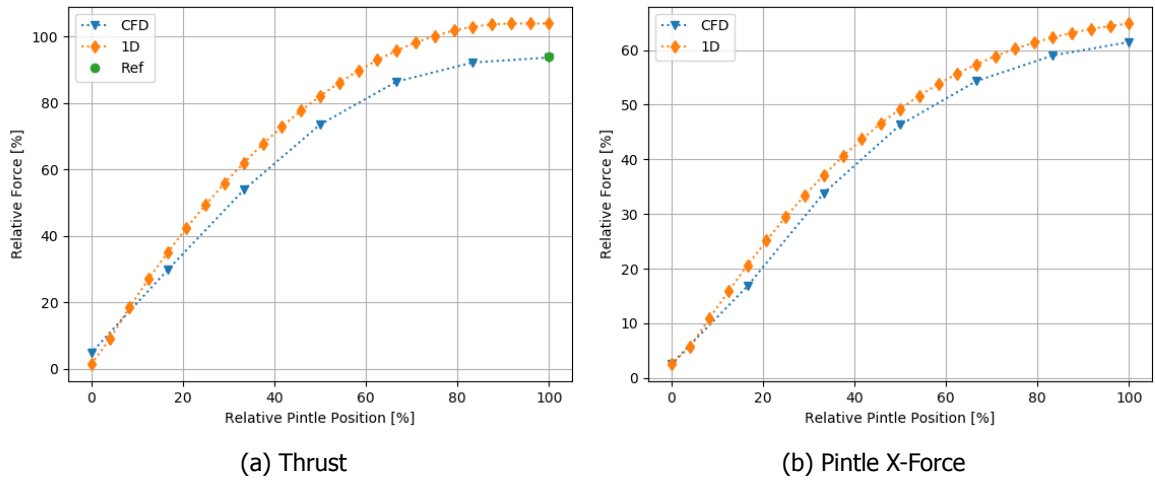 CFD
1D
Ref
100
80
60
40
20
0
Relative Force [%]
0 20 40 60 80 100
Relative Pintle Position [%]
(a) Thrust
CFD
1D
60
50
40
30
20
10
0
Relative Force [%]
0 20 40 60 80 100
Relative Pintle Position [%]
(b) Pintle X-Force